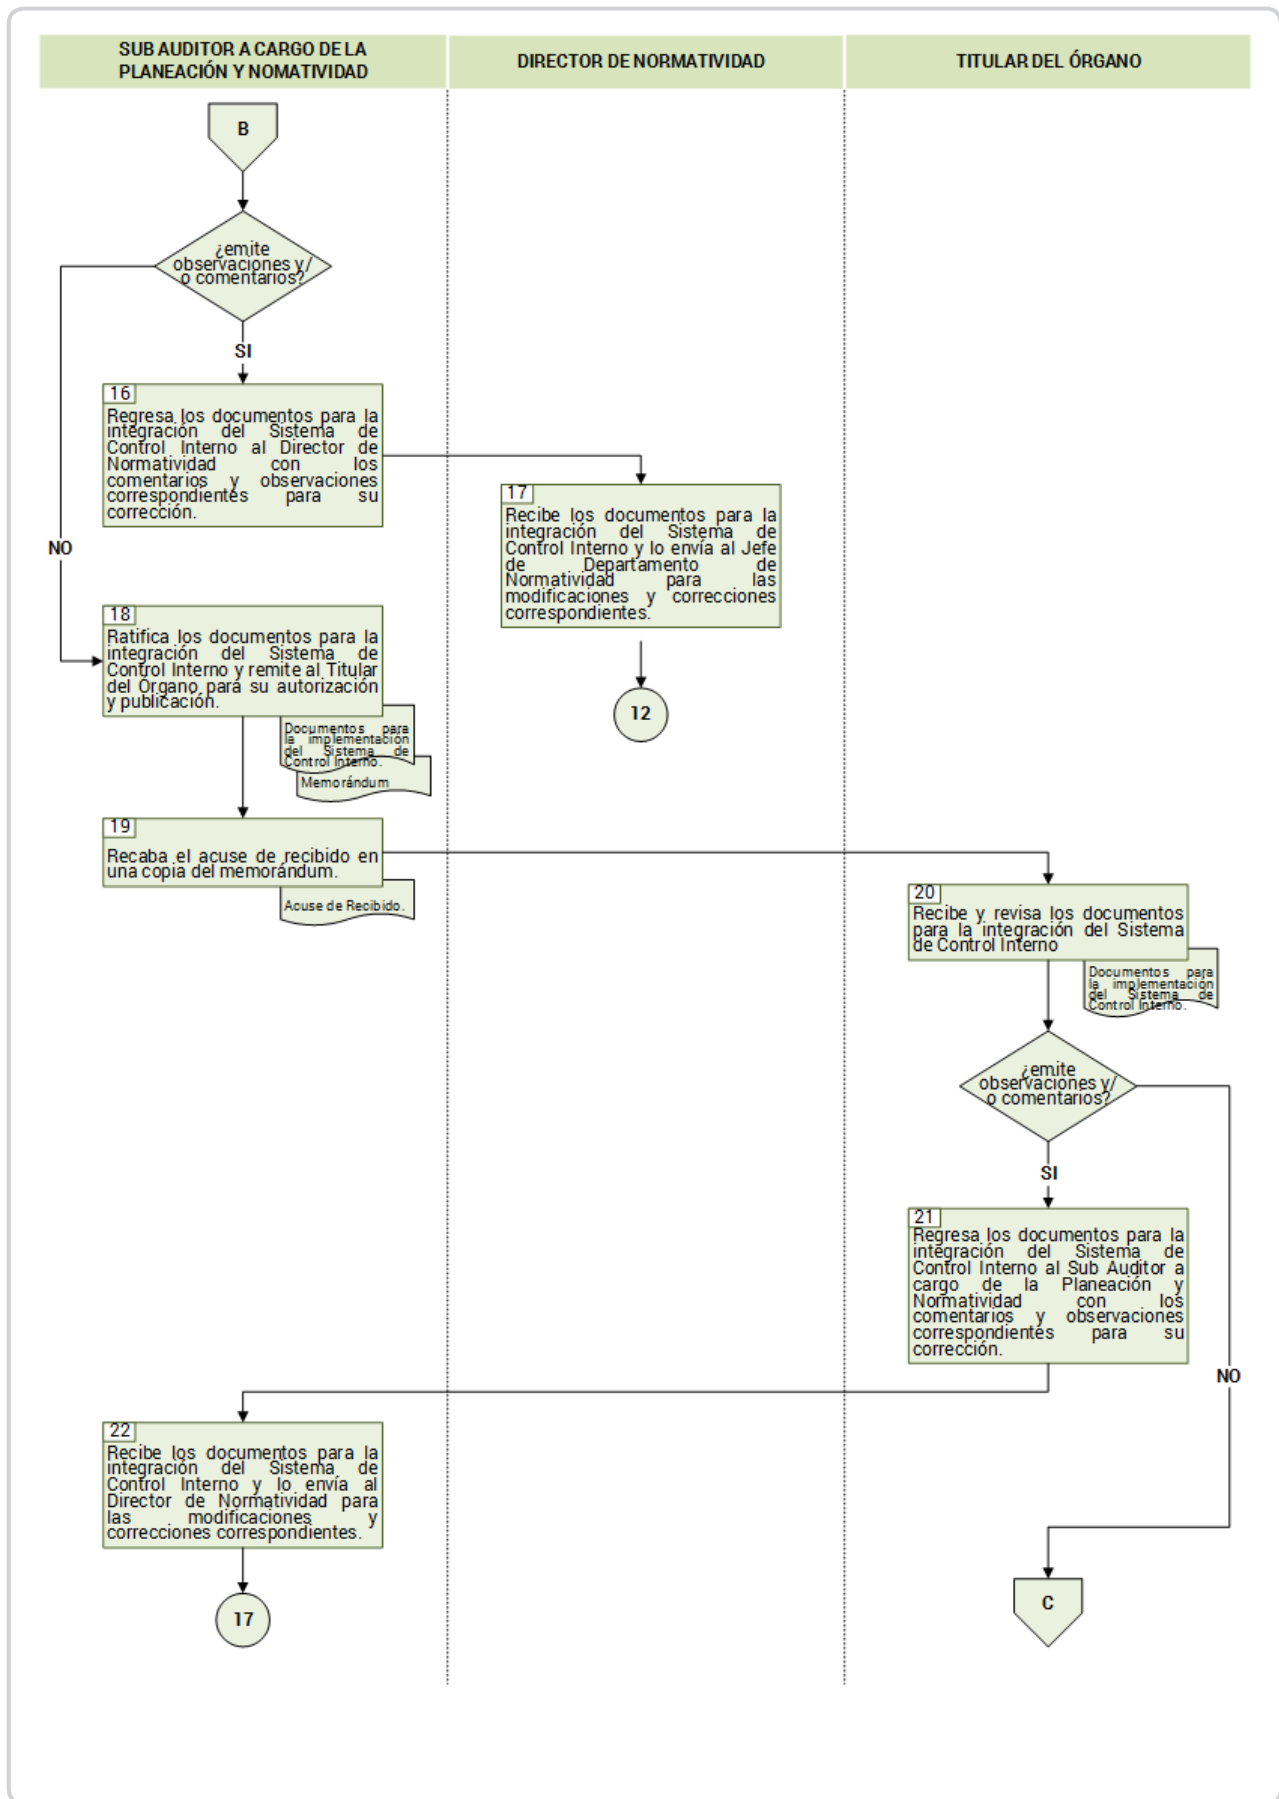 SUB AUDITOR A CARGO DE LA
PLANEACIÓN Y NOMATIVIDAD
DIRECTOR DE NORMATIVIDAD
TITULAR DEL ÓRGANO
B
¿emite
observaciones y/
o comentarios?
SI
16
Regresa los documentos para la
integración del Sistema de
Control Interno al Director de
Normatividad con los
comentarios y observaciones
correspondientes para su
corrección.
17
Recibe los documentos para la
integración del Sistema de
Control Interno y lo envía al Jefe
de Departamento de
Normatividad para las
modificaciones y correcciones
correspondientes.
NO
18
Ratifica los documentos para la
integración del Sistema de
Control Interno y remite al Titular
del Órgano para su autorización
y publicación.
12
Documentos para
la implementación
del Sistema de
Control Interno.
Memorándum
19
Recaba el acuse de recibido en
una copia del memorándum.
Acuse de Recibido.
20
Recibe y revisa los documentos
para la integración del Sistema
de Control Interno
Documentos para
la implementación
del Sistema de
Control Interno.
¿emite
observaciones y/
o comentarios?
SI
21
Regresa los documentos para la
integración del Sistema de
Control Interno al Sub Auditor a
cargo de la Planeación y
Normatividad con los
comentarios y observaciones
correspondientes para su
corrección.
NO
22
Recibe los documentos para la
integración del Sistema de
Control Interno y lo envía al
Director de Normatividad para
las modificaciones y
correcciones correspondientes.
17
C